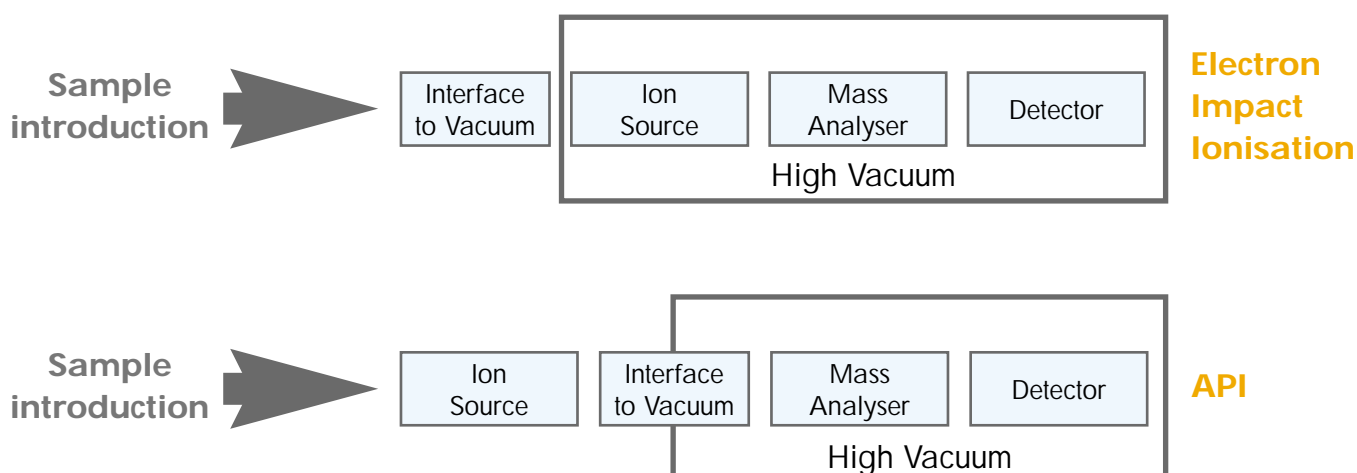 Sample
introduction
Interface
to Vacuum
Ion
Source
Mass
Analyser
Detector
High Vacuum
Electron
Impact
Ionisation
Sample
introduction
Ion
Source
Interface
to Vacuum
Mass
Analyser
Detector
High Vacuum
API